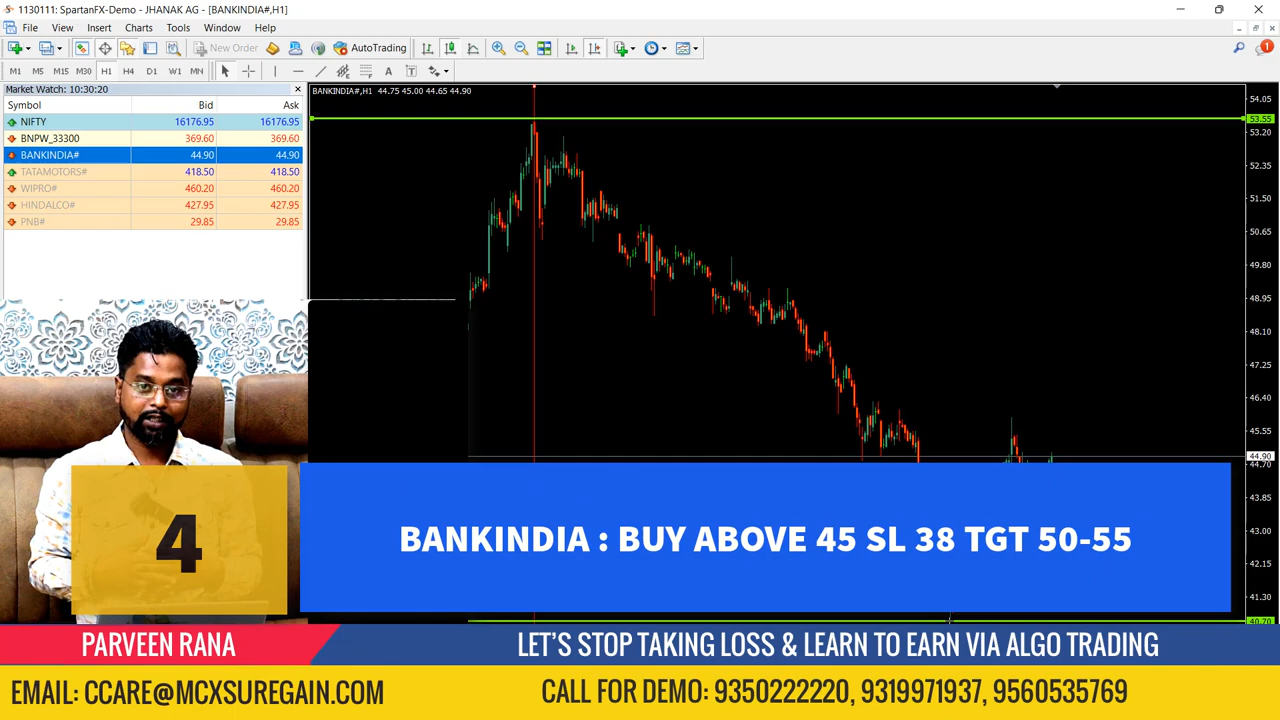 1130111: SpartanFX-Demo - JHANAK AG - [BANKINDIA#,H1]
File View Insert Charts Tools Window Help
New Order AutoTrading 1
M1 M5 M15 M30 H1 H4 D1 W1 MN A T
Market Watch: 10:30:20
Symbol Bid Ask
NIFTY 16176.95 16176.95
BNPW_33300 369.60 369.60
BANKINDIA# 44.90 44.90
TATAMOTORS# 418.50 418.50
WIPRO# 460.20 460.20
HINDALCO# 427.95 427.95
PNB# 29.85 29.85
BANKINDIA#,H1 44.75 45.00 44.65 44.90
54.05
53.55
53.20
52.35
51.50
50.65
49.80
48.95
48.10
47.25
46.40
45.55
44.90
44.70
43.85
43.00
42.15
41.30
40.70
4
BANKINDIA : BUY ABOVE 45 SL 38 TGT 50-55
PARVEEN RANA
LET'S STOP TAKING LOSS & LEARN TO EARN VIA ALGO TRADING
EMAIL: CCARE@MCXSUREGAIN.COM
CALL FOR DEMO: 9350222220, 9319971937, 9560535769